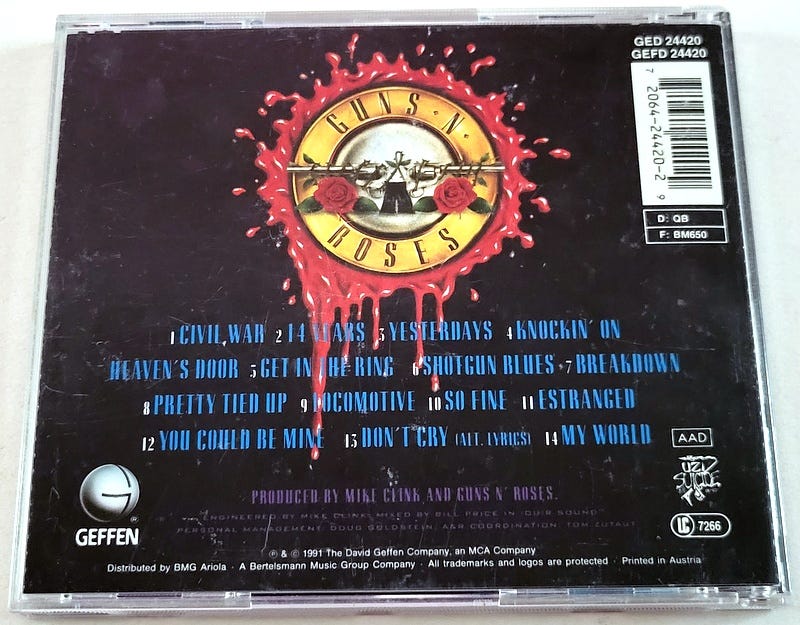 GED 24420
GEFD 24420
7 2064-24420-2 9
D: QB
F: BM650
GUNS N'
ROSES
1 CIVIL WAR 2 14 YEARS 3 YESTERDAYS 4 KNOCKIN' ON
HEAVEN'S DOOR 5 GET IN THE RING 6 SHOTGUN BLUES 7 BREAKDOWN
8 PRETTY TIED UP 9 LOCOMOTIVE 10 SO FINE 11 ESTRANGED
12 YOU COULD BE MINE 13 DON'T CRY (ALT. LYRICS) 14 MY WORLD
AAD
UZI
SUICIDE
LC 7266
GEFFEN
®
PRODUCED BY MIKE CLINK AND GUNS N' ROSES.
ENGINEERED BY MIKE CLINK. MIXED BY BILL PRICE IN "OUIR SOUND"
PERSONAL MANAGEMENT: DOUG GOLDSTEIN. A&R COORDINATION: TOM ZUTAUT
℗ & © 1991 The David Geffen Company, an MCA Company
Distributed by BMG Ariola · A Bertelsmann Music Group Company · All trademarks and logos are protected · Printed in Austria